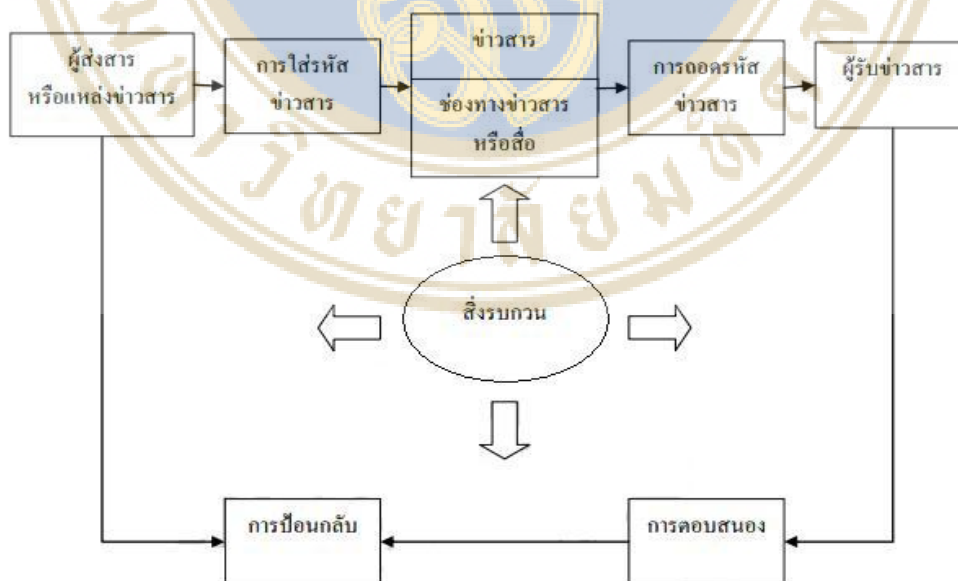 ผู้ส่งสาร
หรือแหล่งข่าวสาร
การใส่รหัส
ข่าวสาร
ข่าวสาร
ช่องทางข่าวสาร
หรือสื่อ
การถอดรหัส
ข่าวสาร
ผู้รับข่าวสาร
สิ่งรบกวน
การป้อนกลับ
การตอบสนอง